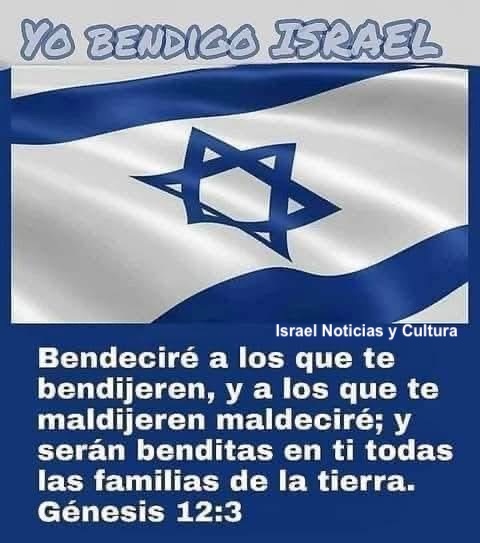 Yo BENDIGO ISRAEL
Israel Noticias y Cultura
Bendeciré a los que te
bendijeren, y a los que te
maldijeren maldeciré; y
serán benditas en ti todas
las familias de la tierra.
Génesis 12:3